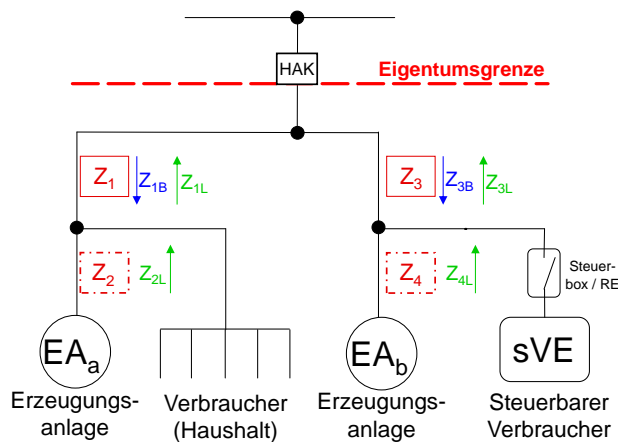 HAK
Eigentumsgrenze
Z1 Z1B Z1L
Z3 Z3B Z3L
Z2 Z2L
Z4 Z4L
Steuer-
box / RE
EAa
EAb
sVE
Erzeugungs-
anlage
Verbraucher
(Haushalt)
Erzeugungs-
anlage
Steuerbarer
Verbraucher